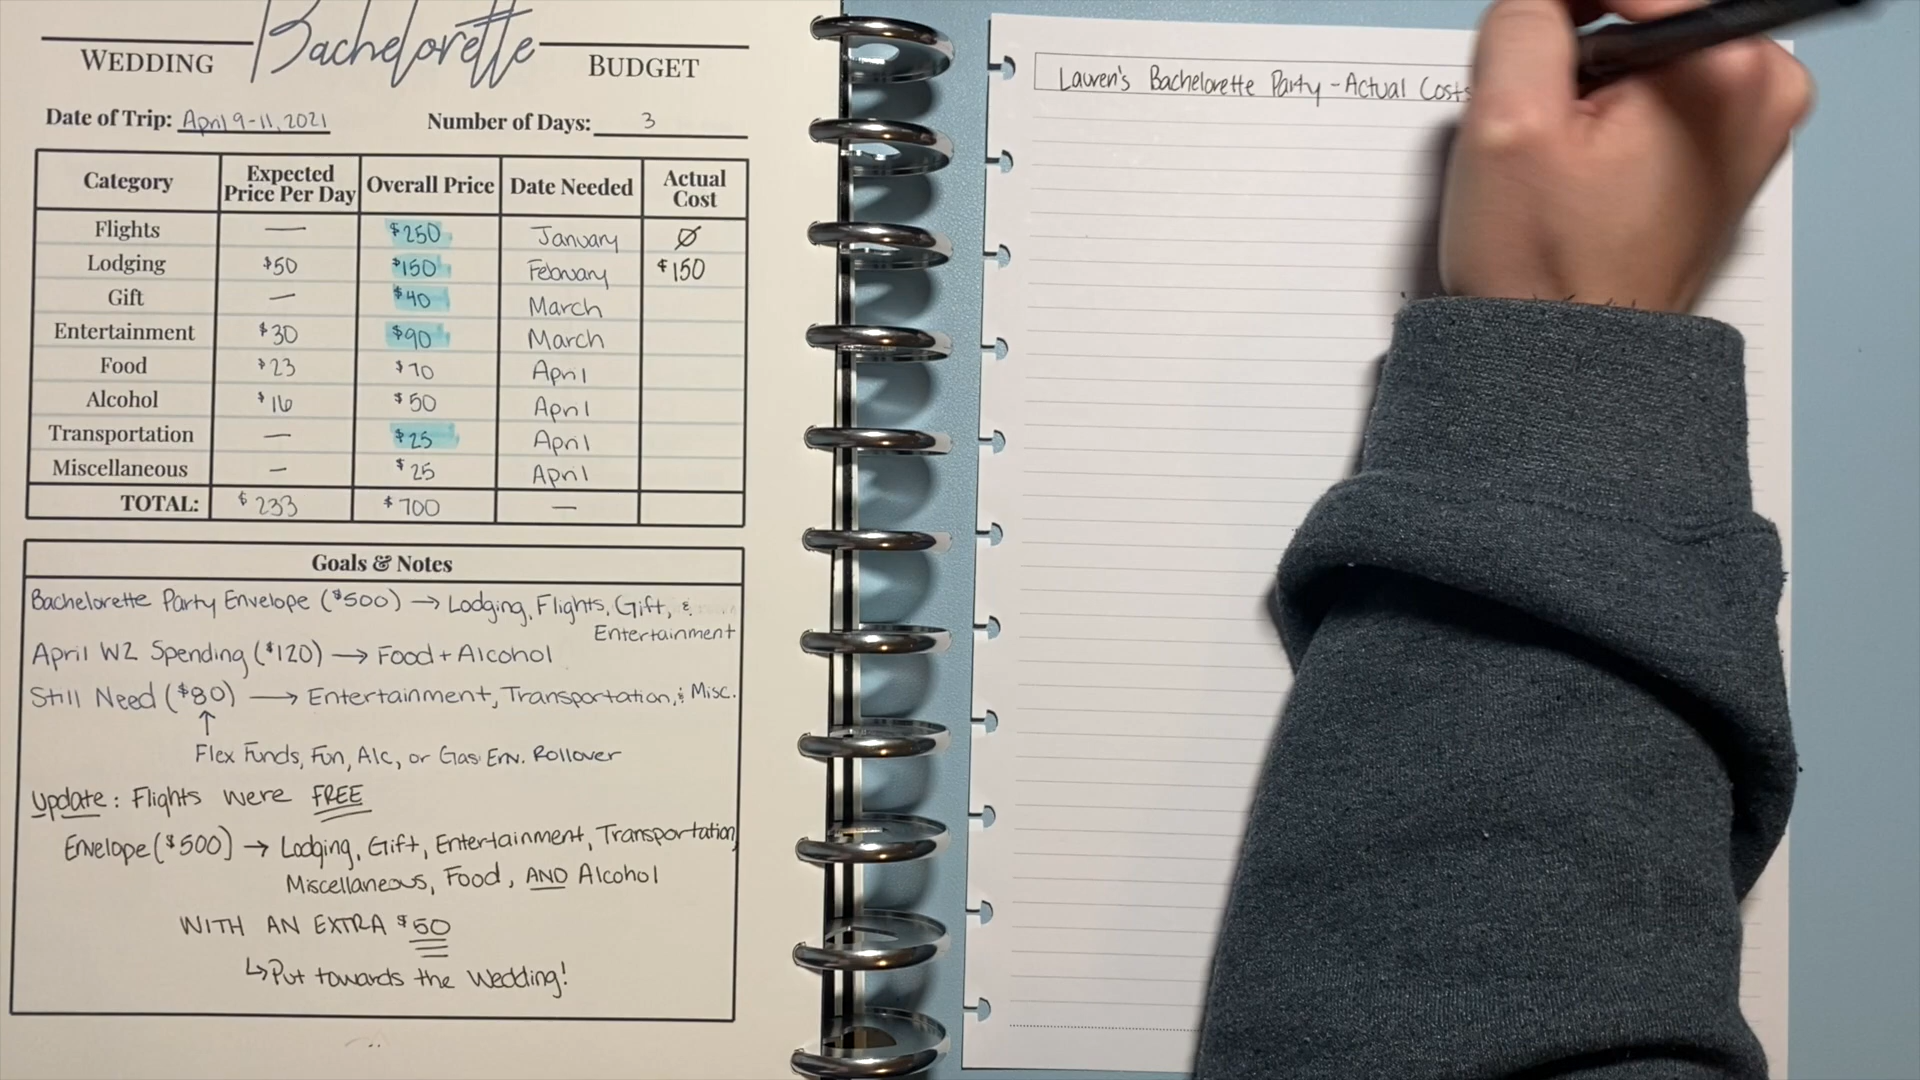 Bachelorette
WEDDING BUDGET
Date of Trip: April 9-11, 2021 Number of Days: 3
Category Expected Price Per Day Overall Price Date Needed Actual Cost
Flights — $250 January Ø
Lodging $50 $150 February $150
Gift — $40 March
Entertainment $30 $90 March
Food $23 $70 April
Alcohol $16 $50 April
Transportation — $25 April
Miscellaneous — $25 April
TOTAL: $233 $700 —
Goals & Notes
Bachelorette Party Envelope ($500) → Lodging, Flights, Gift, &
Entertainment
April W2 Spending ($120) → Food + Alcohol
Still Need ($80) → Entertainment, Transportation, & Misc.
↑
Flex Funds, Fun, Alc, or Gas Env. Rollover
Update: Flights were FREE
Envelope ($500) → Lodging, Gift, Entertainment, Transportation,
Miscellaneous, Food, AND Alcohol
WITH AN EXTRA $50
↳ Put towards the wedding!
Lauren's Bachelorette Party - Actual Costs